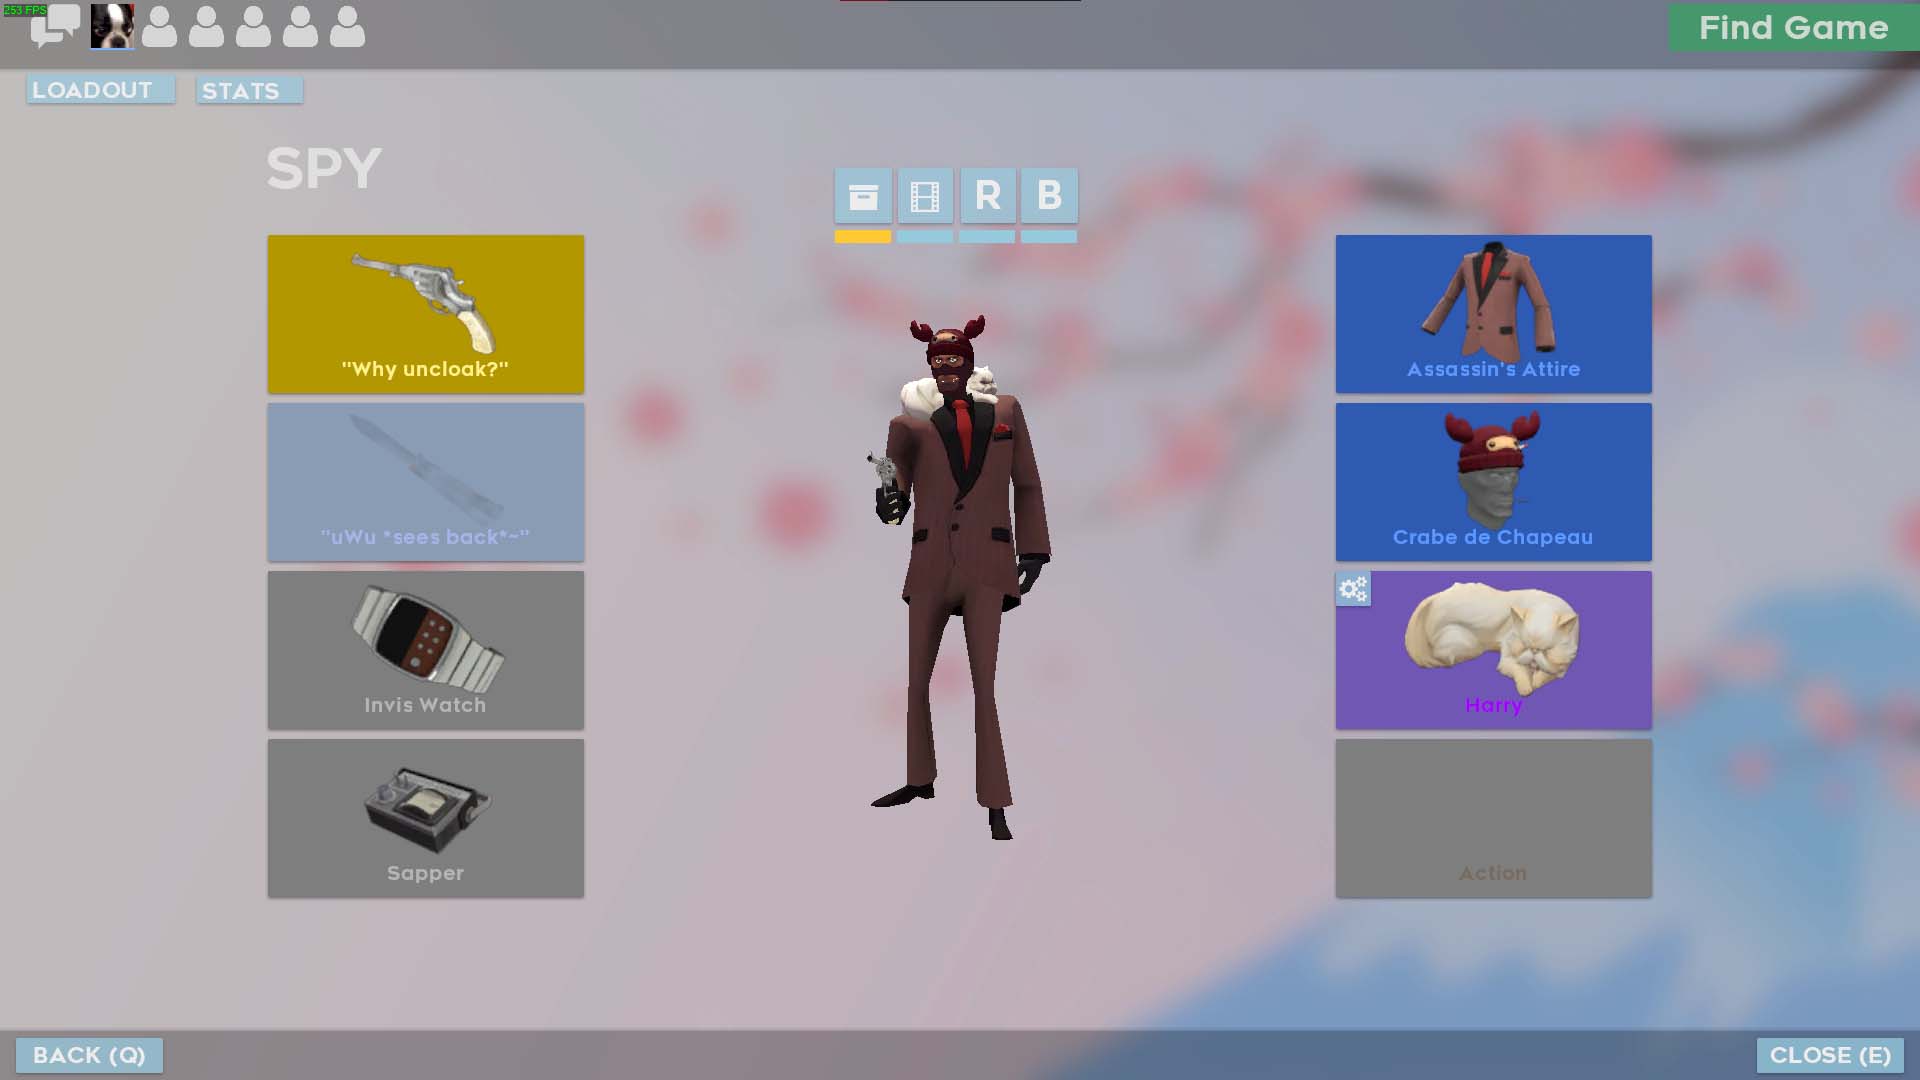 253 FPS
Find Game
LOADOUT
STATS
SPY
R
B
"Why uncloak?"
"uWu *sees back*~"
Invis Watch
Sapper
Assassin's Attire
Crabe de Chapeau
Harry
Action
BACK (Q)
CLOSE (E)